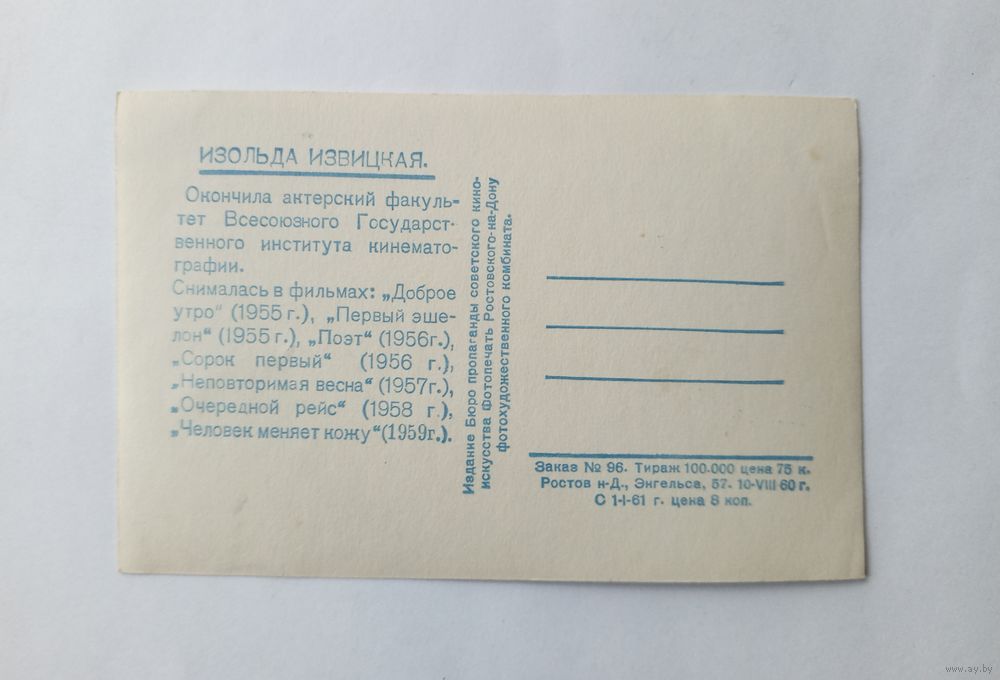 ИЗОЛЬДА ИЗВИЦКАЯ.
Окончила актерский факуль-
тет Всесоюзного Государст-
венного института кинемато-
графии.
Снималась в фильмах: „Доброе
утро" (1955 г.), „Первый эше-
лон" (1955 г.), „Поэт" (1956г.),
„Сорок первый" (1956 г.),
„Неповторимая весна" (1957г.),
„Очередной рейс" (1958 г.),
„Человек меняет кожу"(1959г.).
Издание Бюро пропаганды советского кино-
искусства Фотопечать Ростовского-на-Дону
фотохудожественного комбината.
Заказ № 96. Тираж 100.000 цена 75 к.
Ростов н-Д., Энгельса, 57. 10-VIII 60 г.
С 1-I-61 г. цена 8 коп.
www.ay.by